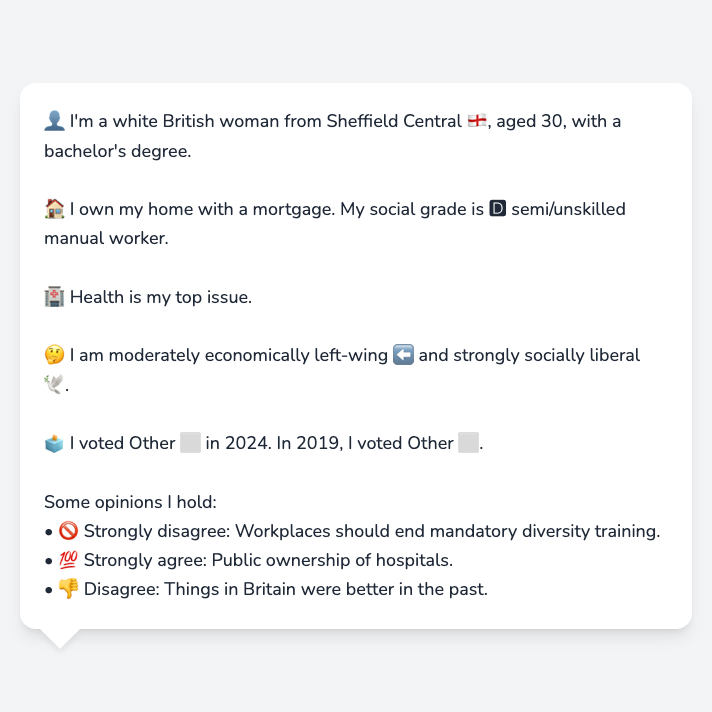 👤 I'm a white British woman from Sheffield Central 🏴󠁧󠁢󠁥󠁮󠁧󠁿, aged 30, with a
bachelor's degree.
🏠 I own my home with a mortgage. My social grade is 🅳 semi/unskilled
manual worker.
🏥 Health is my top issue.
🤔 I am moderately economically left-wing ⬅️ and strongly socially liberal
🕊️.
🗳️ I voted Other ⬜ in 2024. In 2019, I voted Other ⬜.
Some opinions I hold:
• 🚫 Strongly disagree: Workplaces should end mandatory diversity training.
• 💯 Strongly agree: Public ownership of hospitals.
• 👎 Disagree: Things in Britain were better in the past.